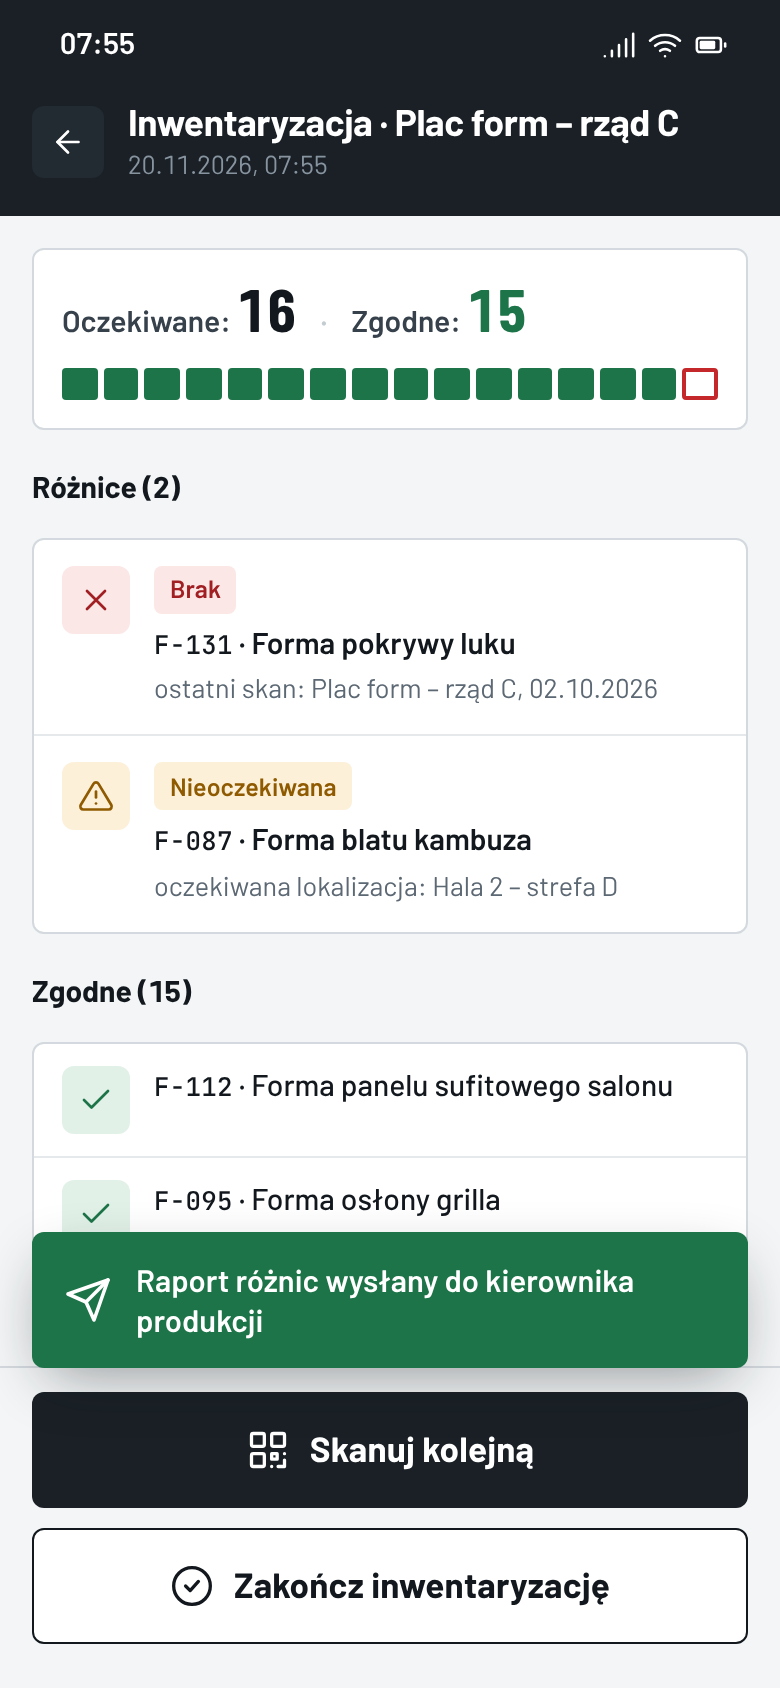 07:55
Inwentaryzacja · Plac form – rząd C
20.11.2026, 07:55
Oczekiwane: 16 · Zgodne: 15
Różnice (2)
Brak
F-131 · Forma pokrywy luku
ostatni skan: Plac form – rząd C, 02.10.2026
Nieoczekiwana
F-087 · Forma blatu kambuza
oczekiwana lokalizacja: Hala 2 – strefa D
Zgodne (15)
F-112 · Forma panelu sufitowego salonu
F-095 · Forma osłony grilla
Raport różnic wysłany do kierownika
produkcji
Skanuj kolejną
Zakończ inwentaryzację